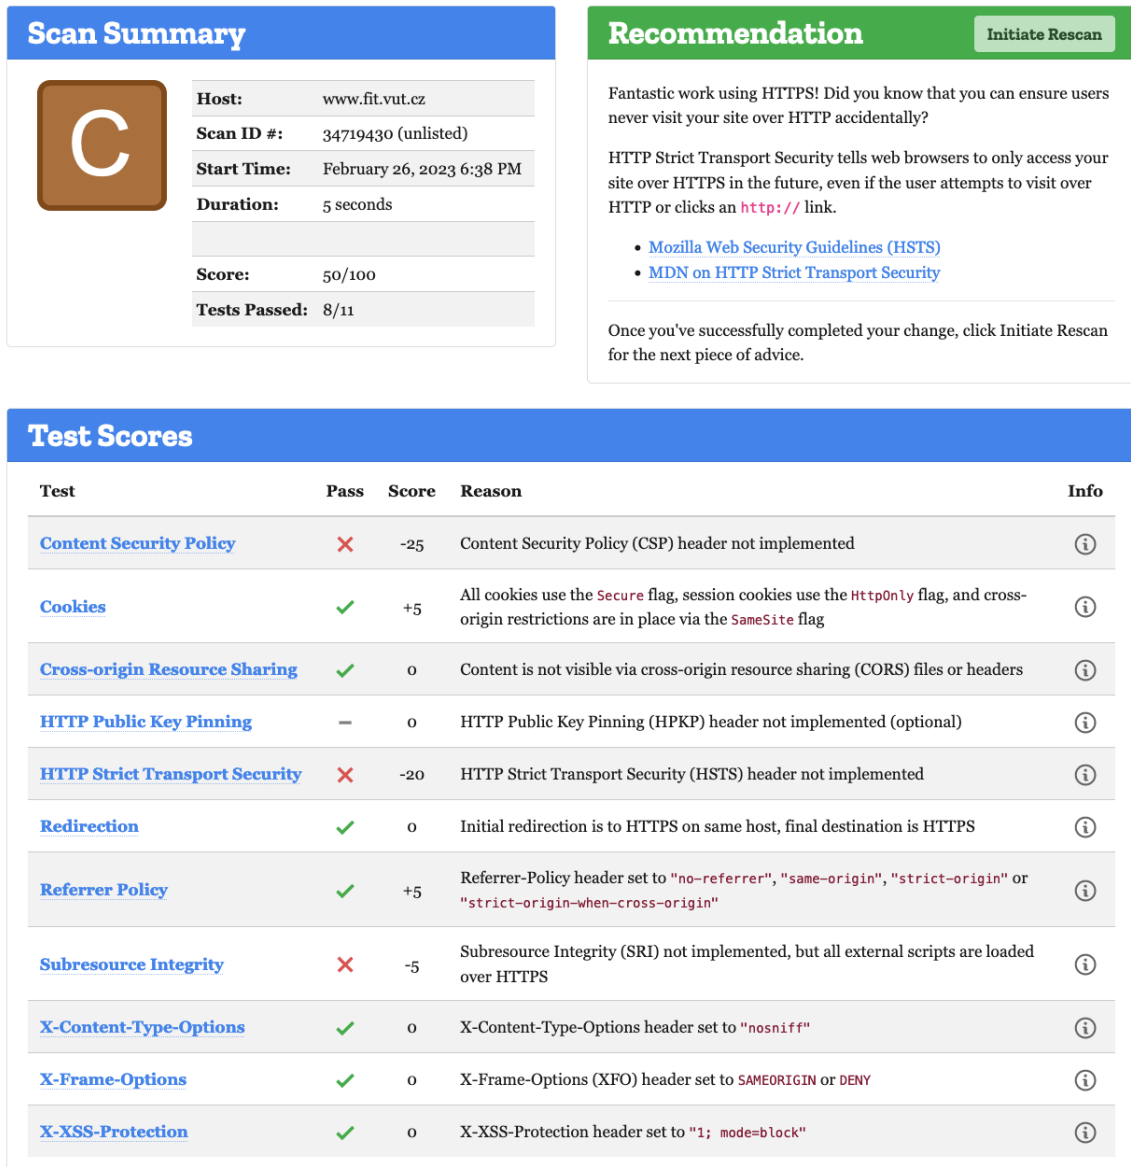 Scan Summary
C
Host: www.fit.vut.cz
Scan ID #: 34719430 (unlisted)
Start Time: February 26, 2023 6:38 PM
Duration: 5 seconds
Score: 50/100
Tests Passed: 8/11
Recommendation
Initiate Rescan
Fantastic work using HTTPS! Did you know that you can ensure users
never visit your site over HTTP accidentally?
HTTP Strict Transport Security tells web browsers to only access your
site over HTTPS in the future, even if the user attempts to visit over
HTTP or clicks an http:// link.
• Mozilla Web Security Guidelines (HSTS)
• MDN on HTTP Strict Transport Security
Once you've successfully completed your change, click Initiate Rescan
for the next piece of advice.
Test Scores
Test Pass Score Reason Info
Content Security Policy -25 Content Security Policy (CSP) header not implemented
Cookies +5 All cookies use the Secure flag, session cookies use the HttpOnly flag, and cross-
origin restrictions are in place via the SameSite flag
Cross-origin Resource Sharing 0 Content is not visible via cross-origin resource sharing (CORS) files or headers
HTTP Public Key Pinning – 0 HTTP Public Key Pinning (HPKP) header not implemented (optional)
HTTP Strict Transport Security -20 HTTP Strict Transport Security (HSTS) header not implemented
Redirection 0 Initial redirection is to HTTPS on same host, final destination is HTTPS
Referrer Policy +5 Referrer-Policy header set to "no-referrer", "same-origin", "strict-origin" or
"strict-origin-when-cross-origin"
Subresource Integrity -5 Subresource Integrity (SRI) not implemented, but all external scripts are loaded
over HTTPS
X-Content-Type-Options 0 X-Content-Type-Options header set to "nosniff"
X-Frame-Options 0 X-Frame-Options (XFO) header set to SAMEORIGIN or DENY
X-XSS-Protection 0 X-XSS-Protection header set to "1; mode=block"